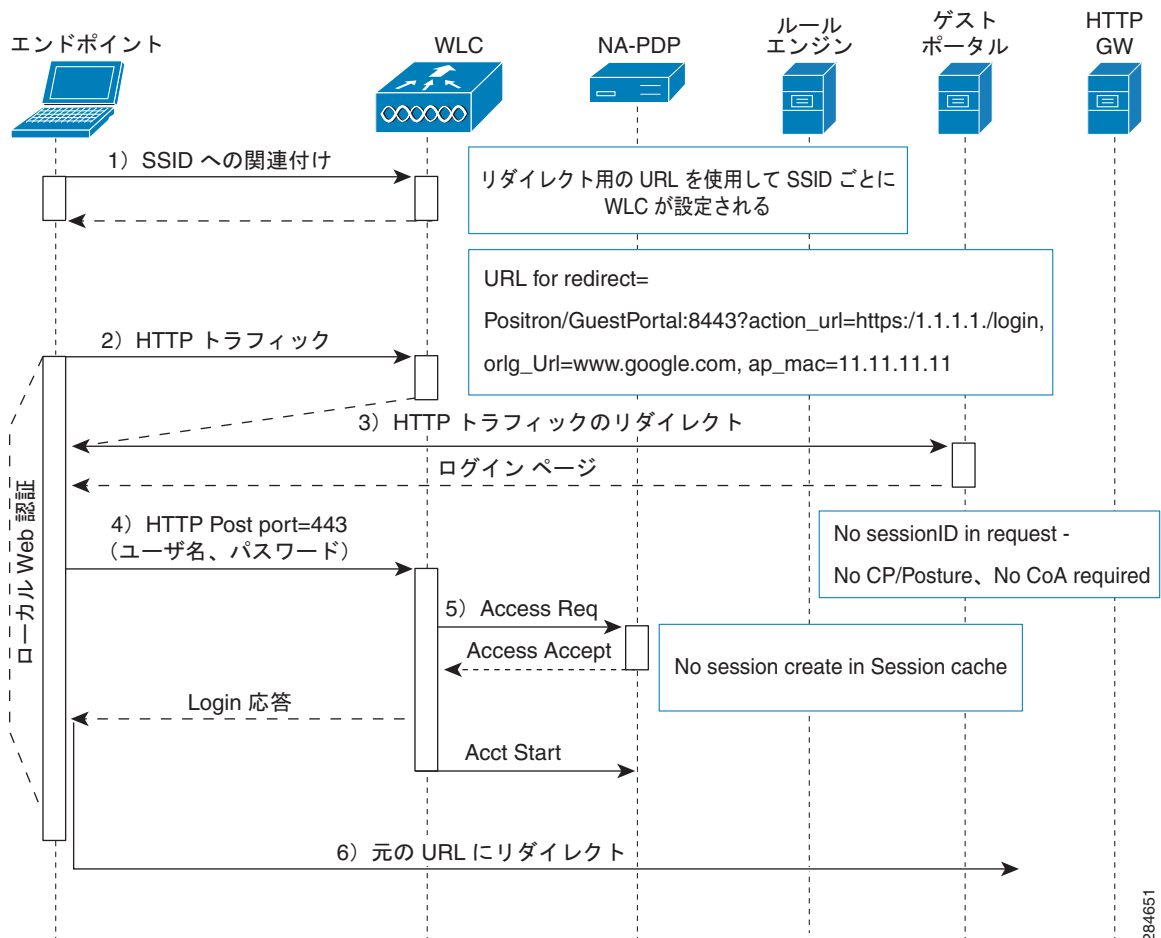 エンドポイント
WLC
NA-PDP
ルール
エンジン
ゲスト
ポータル
HTTP
GW
1）SSID への関連付け
リダイレクト用の URL を使用して SSID ごとに
WLC が設定される
URL for redirect=
Positron/GuestPortal:8443?action_url=https:/1.1.1.1./login,
orlg_Url=www.google.com, ap_mac=11.11.11.11
2）HTTP トラフィック
3）HTTP トラフィックのリダイレクト
ログイン ページ
ローカル Web 認証
4）HTTP Post port=443
（ユーザ名、パスワード）
No sessionID in request -
No CP/Posture、No CoA required
5）Access Req
Access Accept
No session create in Session cache
Login 応答
Acct Start
6）元の URL にリダイレクト
284651